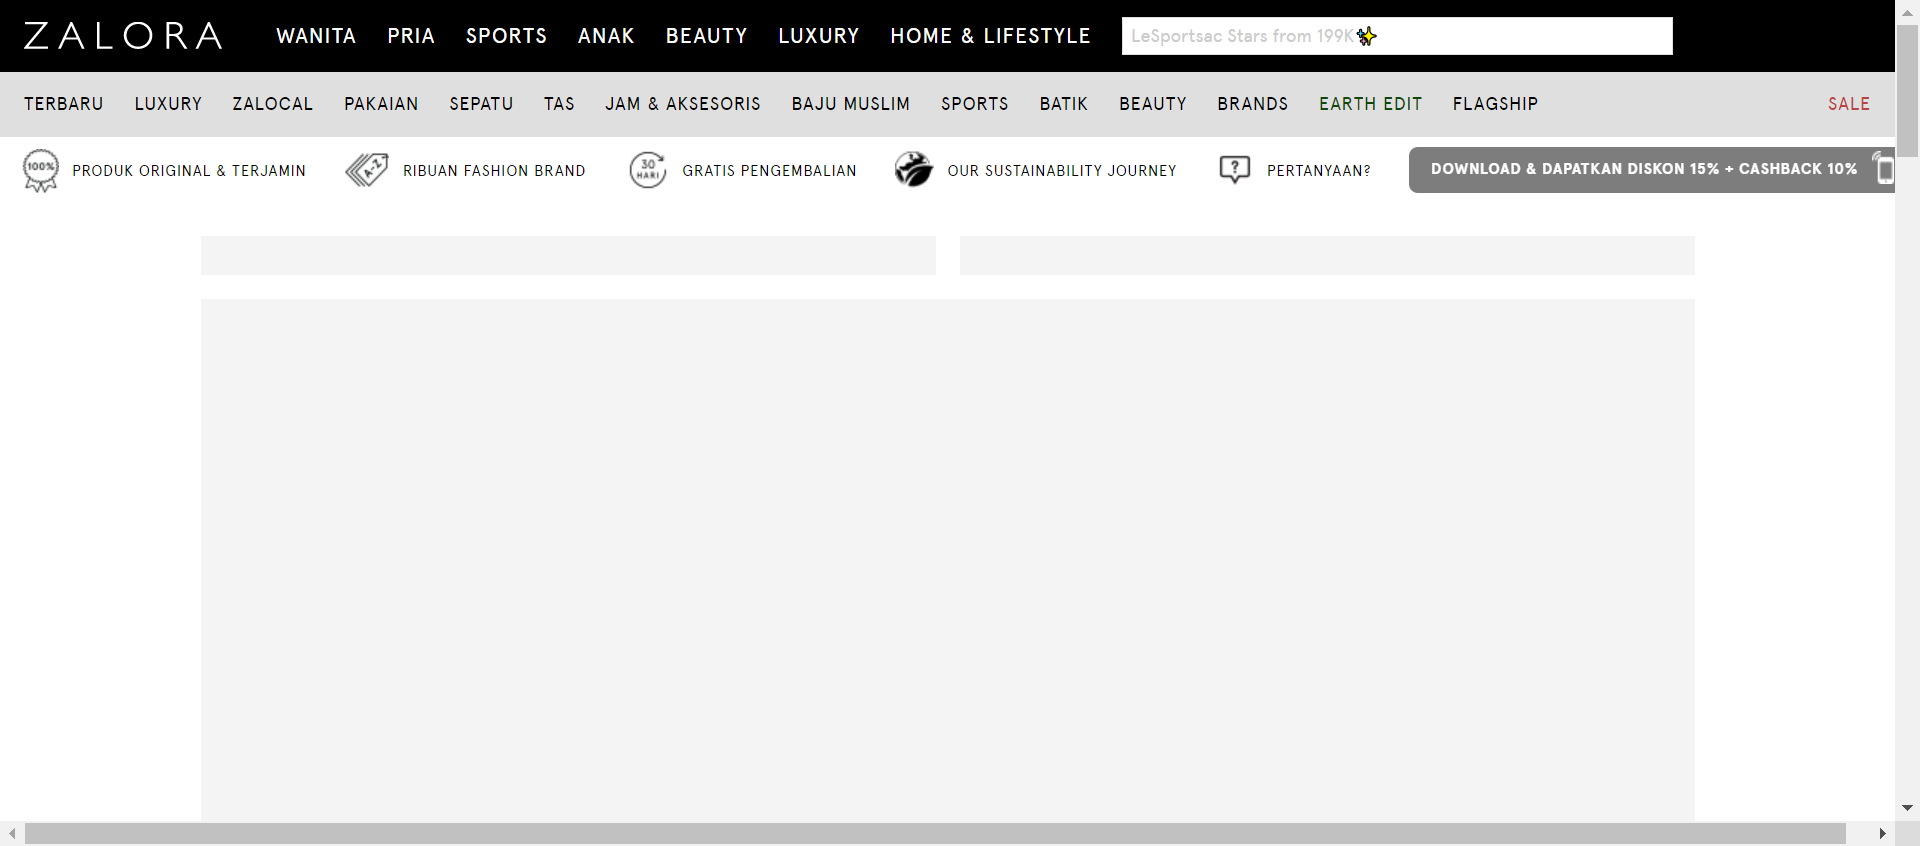 ZALORA WANITA PRIA SPORTS ANAK BEAUTY LUXURY HOME & LIFESTYLE LeSportsac Stars from 199K✨
TERBARU LUXURY ZALOCAL PAKAIAN SEPATU TAS JAM & AKSESORIS BAJU MUSLIM SPORTS BATIK BEAUTY BRANDS EARTH EDIT FLAGSHIP SALE
100% PRODUK ORIGINAL & TERJAMIN A-Z RIBUAN FASHION BRAND 30 HARI GRATIS PENGEMBALIAN OUR SUSTAINABILITY JOURNEY ? PERTANYAAN? DOWNLOAD & DAPATKAN DISKON 15% + CASHBACK 10%